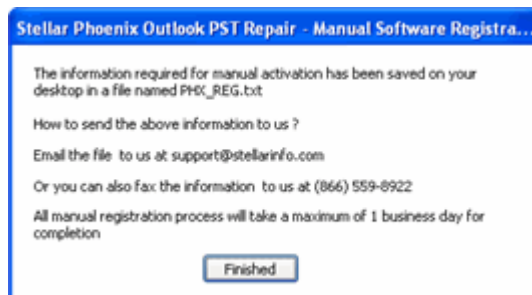 Stellar Phoenix Outlook PST Repair - Manual Software Registra...
The information required for manual activation has been saved on your
desktop in a file named PHX_REG.txt
How to send the above information to us ?
Email the file to us at support@stellarinfo.com
Or you can also fax the information to us at (866) 559-8922
All manual registration process will take a maximum of 1 business day for
completion
Finished